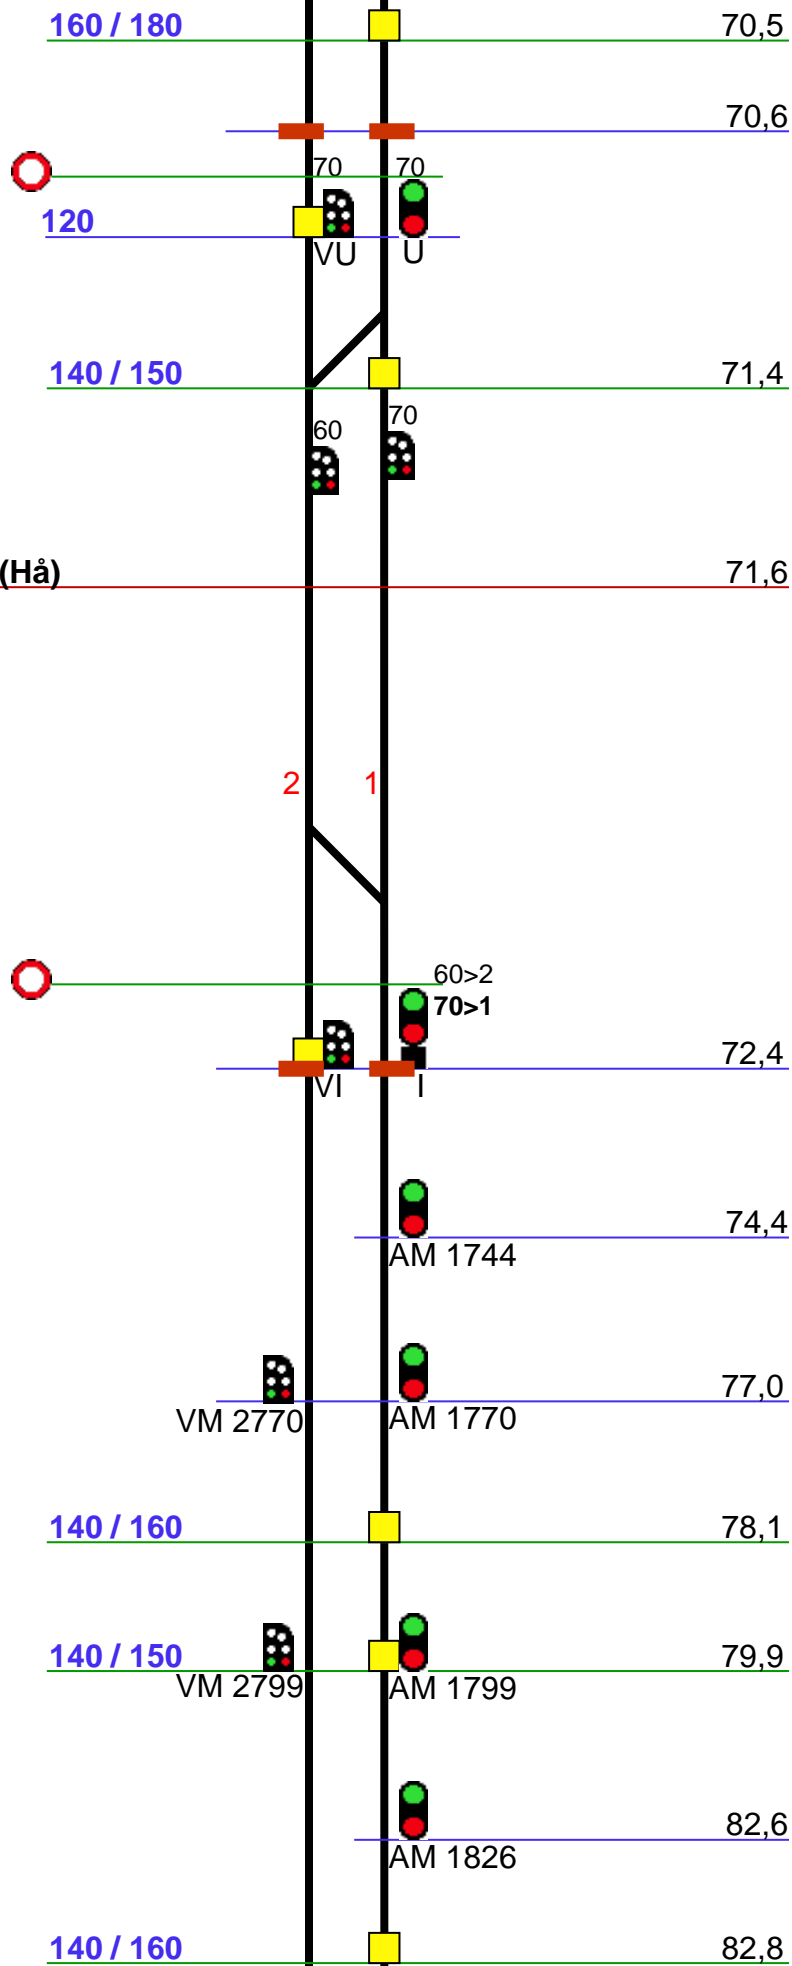 160 / 180 70,5
70,6
70 70
120
VU U
140 / 150 71,4
60 70
(Hå) 71,6
2 1
60>2
70>1
72,4
VI I
74,4
AM 1744
77,0
VM 2770 AM 1770
140 / 160 78,1
140 / 150 79,9
VM 2799 AM 1799
82,6
AM 1826
140 / 160 82,8